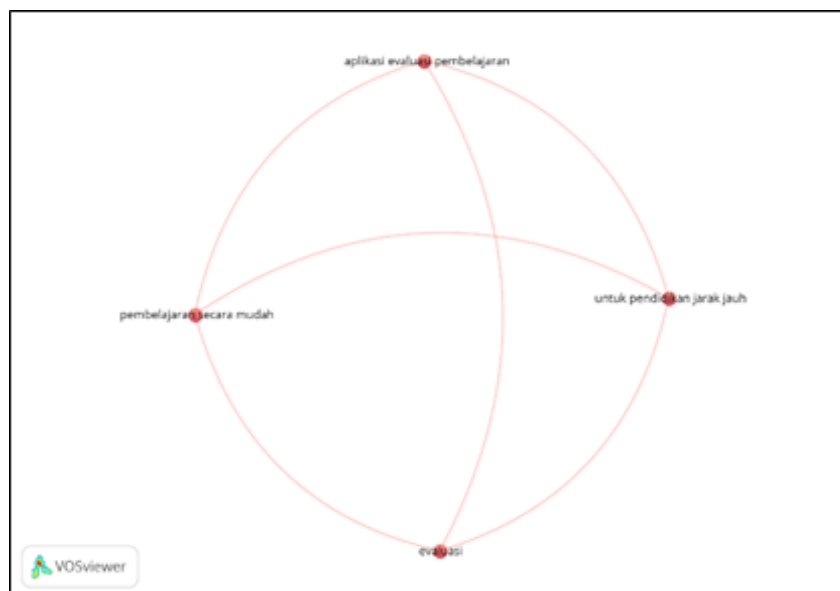 aplikasi evaluasi pembelajaran
untuk pendidikan jarak jauh
pembelajaran secara mudah
evaluasi
VOSviewer